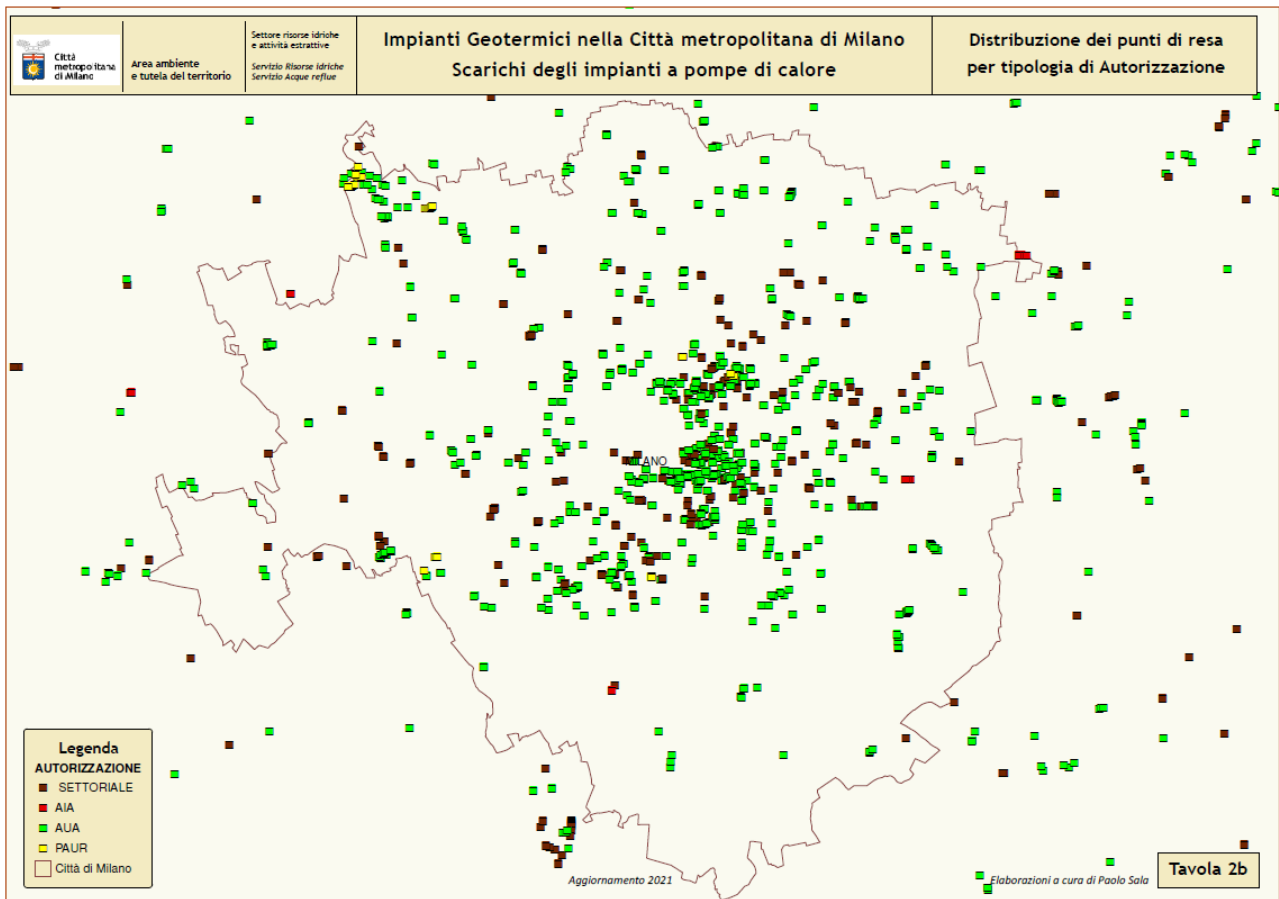 Città
metropolitana
di Milano
Area ambiente
e tutela del territorio
Settore risorse idriche
e attività estrattive
Servizio Risorse idriche
Servizio Acque reflue
Impianti Geotermici nella Città metropolitana di Milano
Scarichi degli impianti a pompe di calore
Distribuzione dei punti di resa
per tipologia di Autorizzazione
MILANO
Legenda
AUTORIZZAZIONE
SETTORIALE
AIA
AUA
PAUR
Città di Milano
Aggiornamento 2021
Elaborazioni a cura di Paolo Sala
Tavola 2b